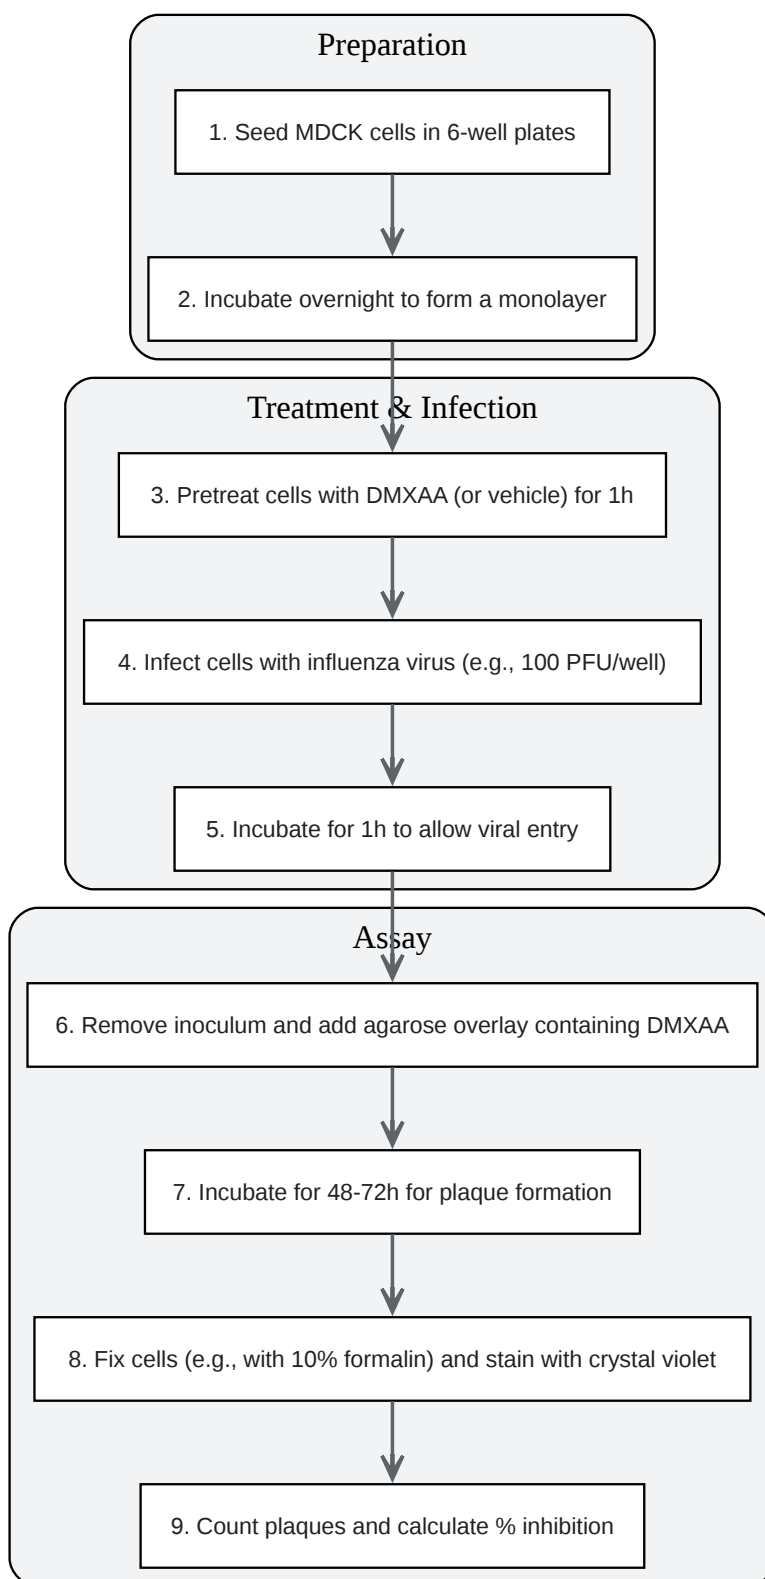 Preparation
1. Seed MDCK cells in 6-well plates
2. Incubate overnight to form a monolayer
Treatment & Infection
3. Pretreat cells with DMXAA (or vehicle) for 1h
4. Infect cells with influenza virus (e.g., 100 PFU/well)
5. Incubate for 1h to allow viral entry
Assay
6. Remove inoculum and add agarose overlay containing DMXAA
7. Incubate for 48-72h for plaque formation
8. Fix cells (e.g., with 10% formalin) and stain with crystal violet
9. Count plaques and calculate % inhibition